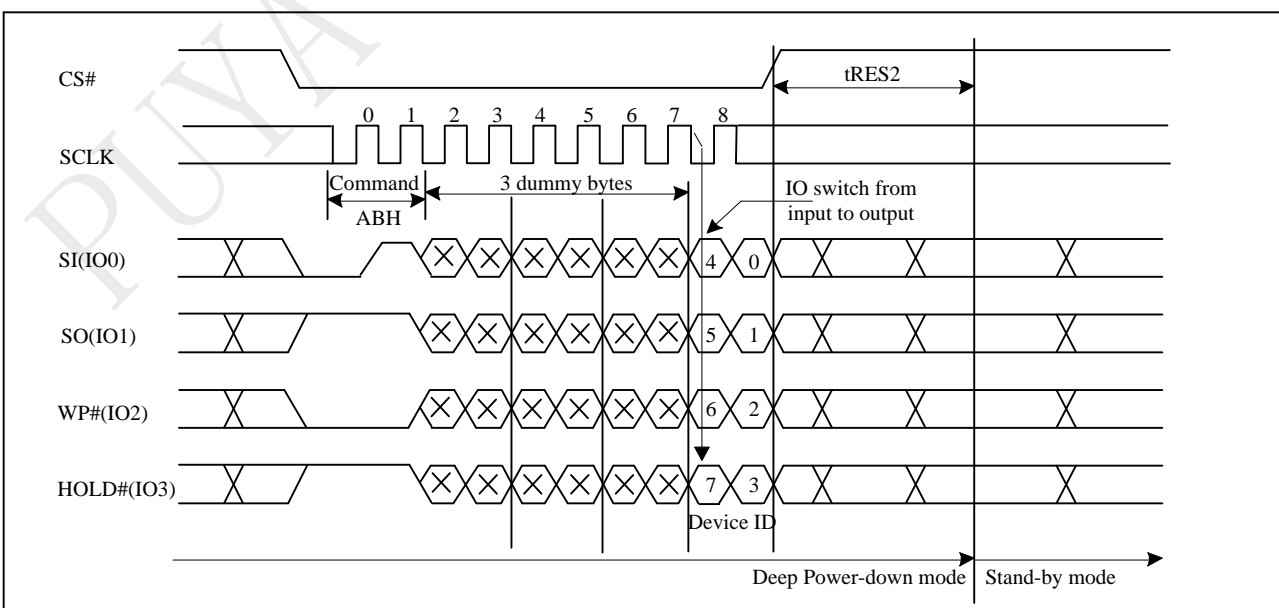 PUYA
CS#
tRES2
0 1 2 3 4 5 6 7 8
SCLK
Command
3 dummy bytes
IO switch from
input to output
ABH
SI(IO0)
4 0
SO(IO1)
5 1
WP#(IO2)
6 2
HOLD#(IO3)
7 3
Device ID
Deep Power-down mode
Stand-by mode